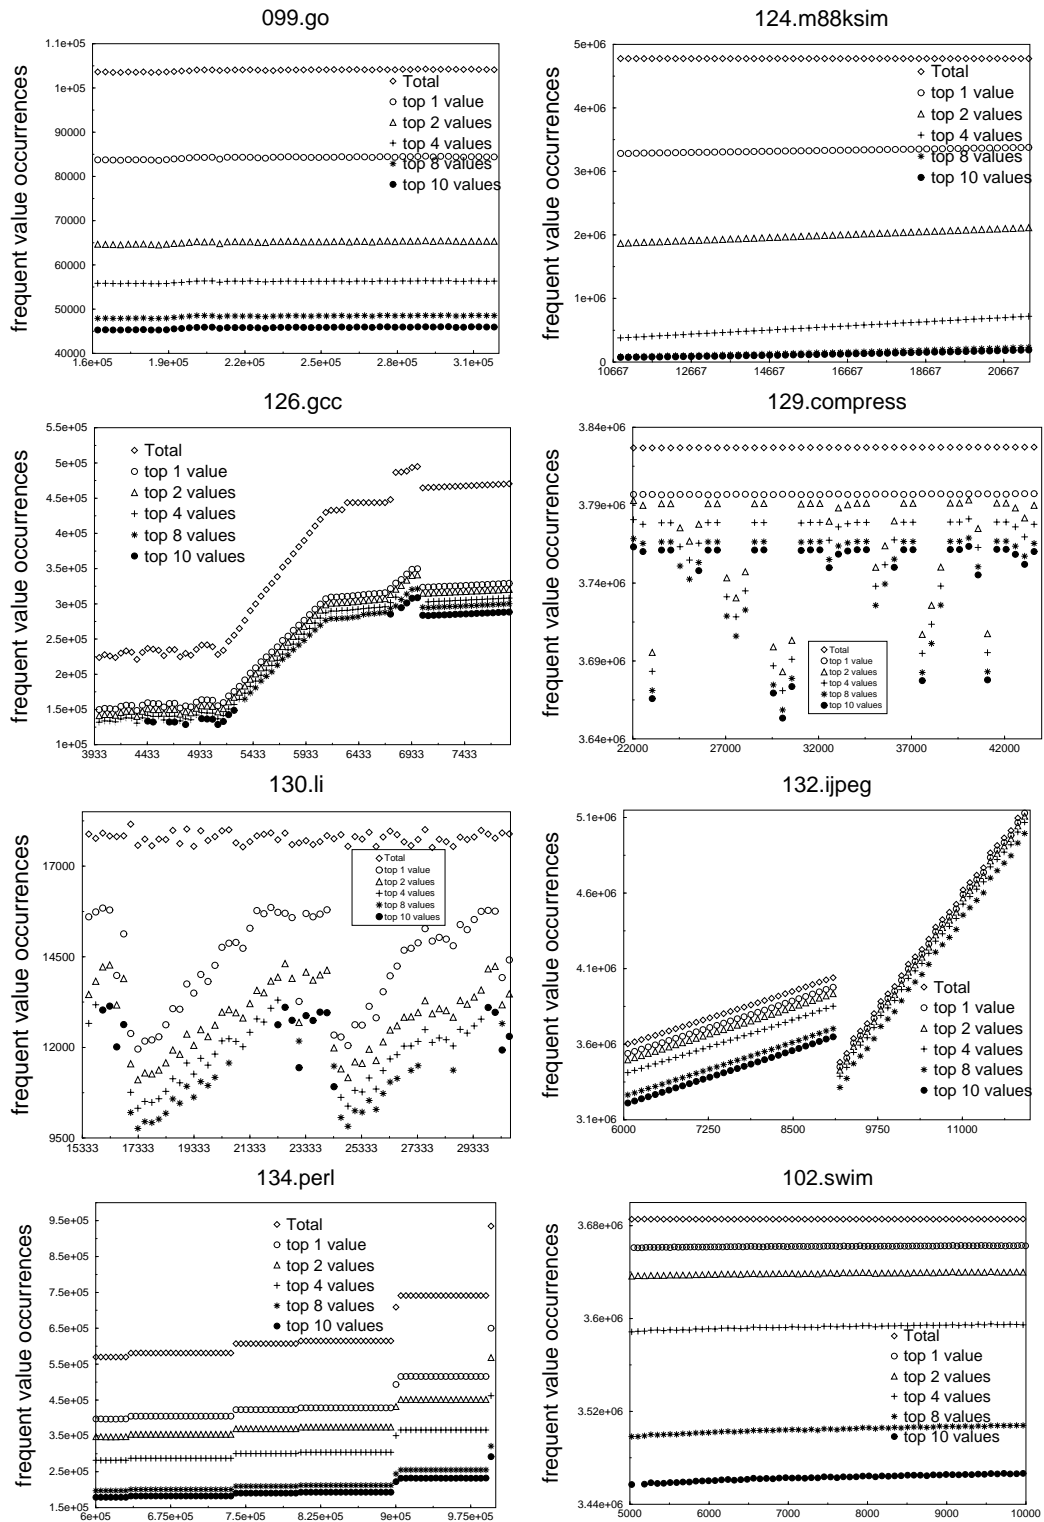 099.go
frequent value occurrences
1.1e+05
1e+05
90000
80000
70000
60000
50000
40000
1.6e+05 1.9e+05 2.2e+05 2.5e+05 2.8e+05 3.1e+05
Total
top 1 value
top 2 values
top 4 values
top 8 values
top 10 values
124.m88ksim
frequent value occurrences
5e+06
4e+06
3e+06
2e+06
1e+06
0
10667 12667 14667 16667 18667 20667
Total
top 1 value
top 2 values
top 4 values
top 8 values
top 10 values
126.gcc
frequent value occurrences
5.5e+05
5e+05
4.5e+05
4e+05
3.5e+05
3e+05
2.5e+05
2e+05
1.5e+05
1e+05
3933 4433 4933 5433 5933 6433 6933 7433
Total
top 1 value
top 2 values
top 4 values
top 8 values
top 10 values
129.compress
frequent value occurrences
3.84e+06
3.79e+06
3.74e+06
3.69e+06
3.64e+06
22000 27000 32000 37000 42000
Total
top 1 value
top 2 values
top 4 values
top 8 values
top 10 values
130.li
frequent value occurrences
17000
14500
12000
9500
15333 17333 19333 21333 23333 25333 27333 29333
Total
top 1 value
top 2 values
top 4 values
top 8 values
top 10 values
132.ijpeg
frequent value occurrences
5.1e+06
4.6e+06
4.1e+06
3.6e+06
3.1e+06
6000 7250 8500 9750 11000
Total
top 1 value
top 2 values
top 4 values
top 8 values
top 10 values
134.perl
frequent value occurrences
9.5e+05
8.5e+05
7.5e+05
6.5e+05
5.5e+05
4.5e+05
3.5e+05
2.5e+05
1.5e+05
6e+05 6.75e+05 7.5e+05 8.25e+05 9e+05 9.75e+05
Total
top 1 value
top 2 values
top 4 values
top 8 values
top 10 values
102.swim
frequent value occurrences
3.68e+06
3.6e+06
3.52e+06
3.44e+06
5000 6000 7000 8000 9000 10000
Total
top 1 value
top 2 values
top 4 values
top 8 values
top 10 values